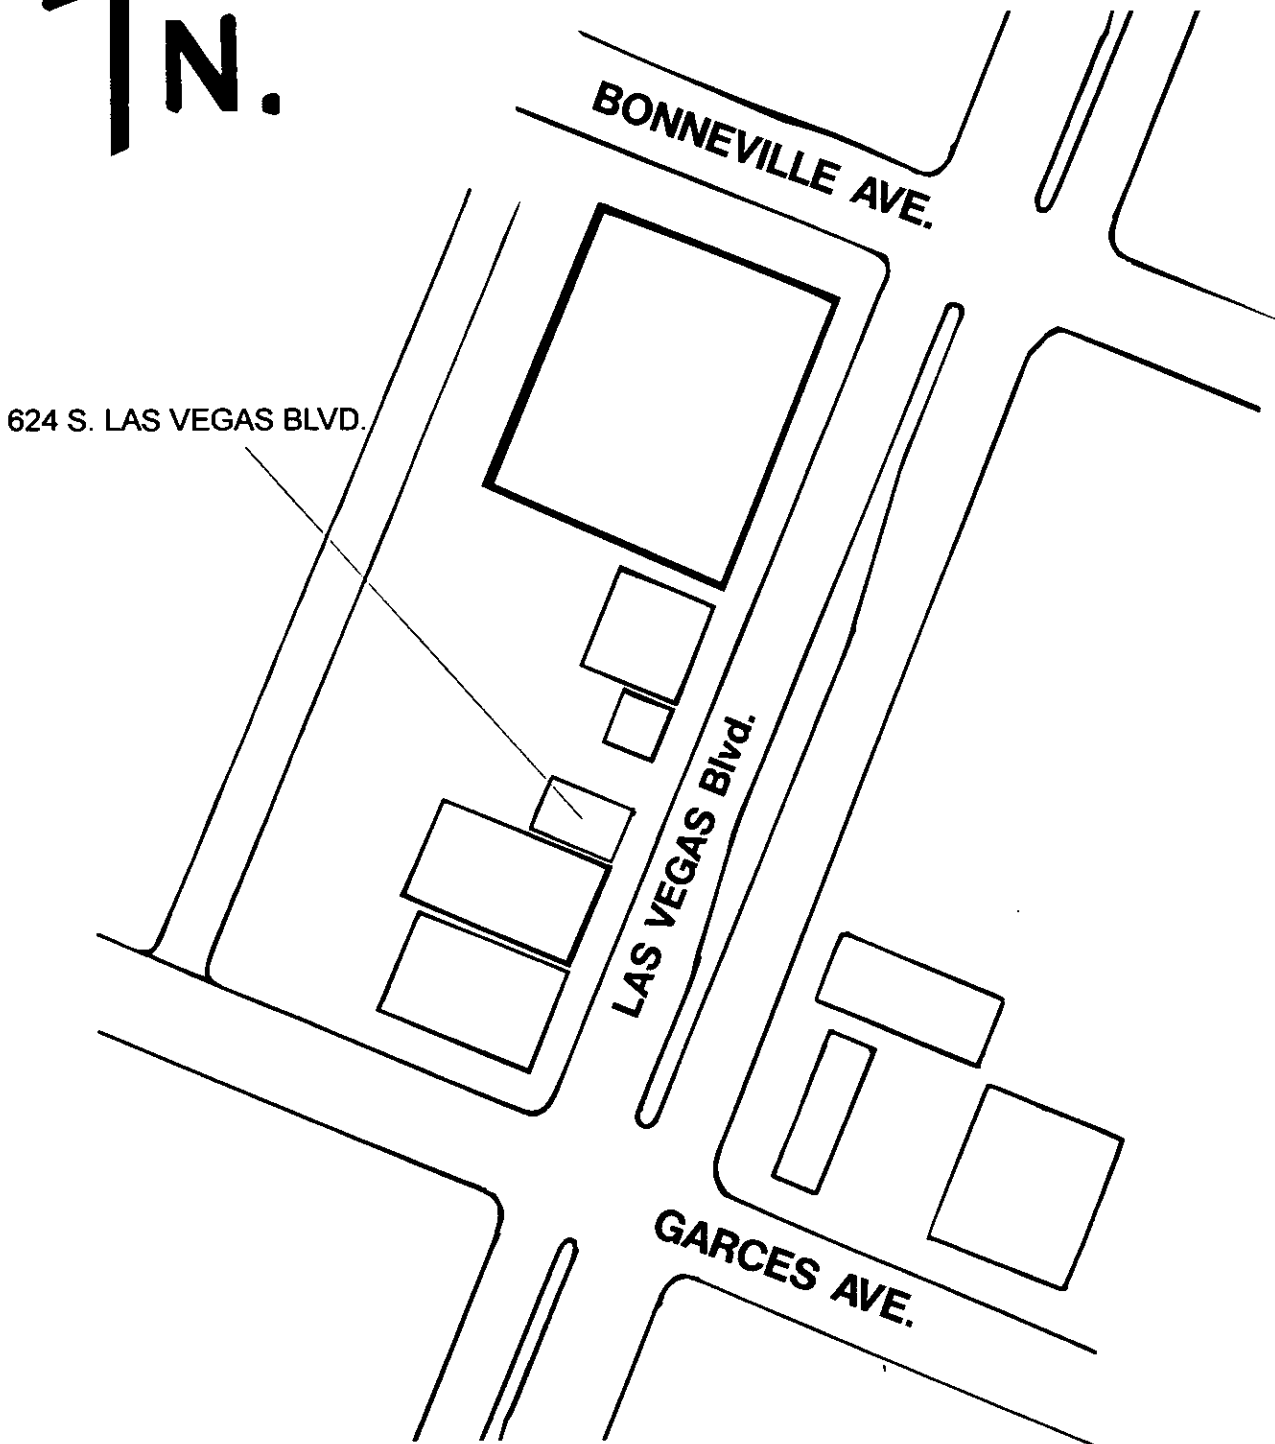 N.
BONNEVILLE AVE.
624 S. LAS VEGAS BLVD.
LAS VEGAS Blvd.
GARCES AVE.